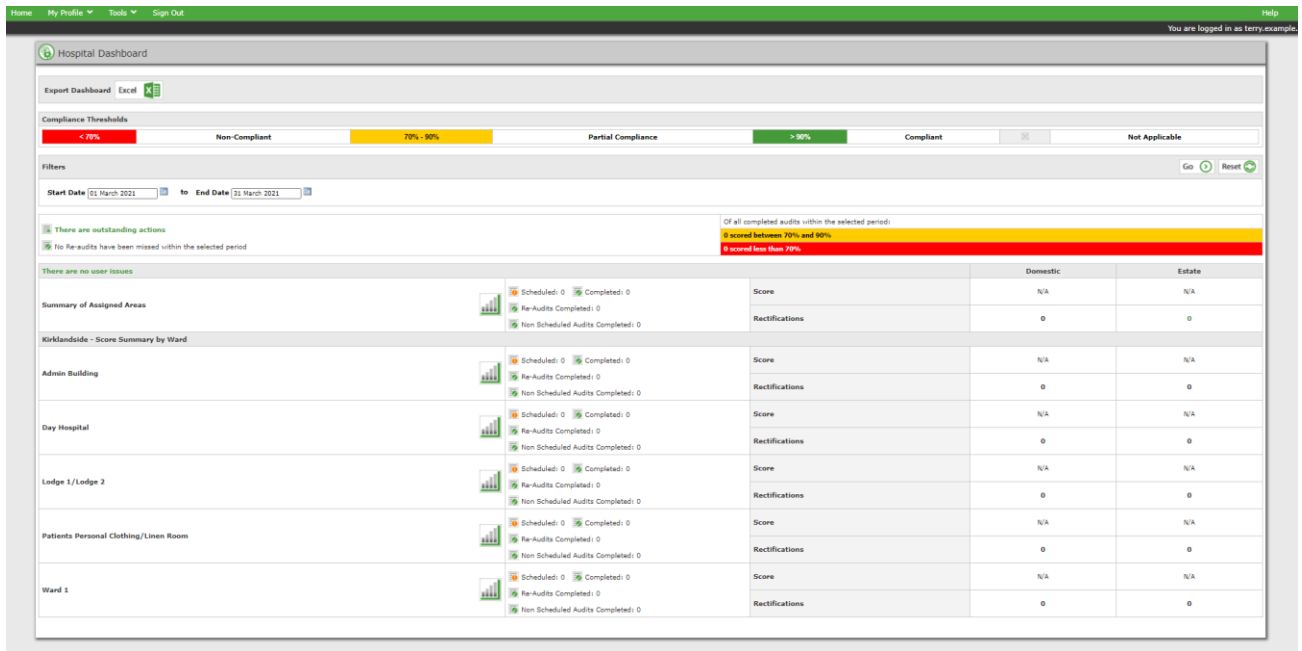 Home My Profile Tools Sign Out Help
You are logged in as terry.example.
Hospital Dashboard
Export Dashboard Excel
Compliance Thresholds
< 70% Non-Compliant 70% - 90% Partial Compliance > 90% Compliant Not Applicable
Filters Go Reset
Start Date 01 March 2021 to End Date 31 March 2021
There are outstanding actions
No Re-audits have been missed within the selected period
Of all completed audits within the selected period:
0 scored between 70% and 90%
0 scored less than 70%
There are no user issues Domestic Estate
Summary of Assigned Areas
Scheduled: 0 Completed: 0
Re-Audits Completed: 0
Non Scheduled Audits Completed: 0
Score N/A N/A
Rectifications 0 0
Kirklandside - Score Summary by Ward
Admin Building
Scheduled: 0 Completed: 0
Re-Audits Completed: 0
Non Scheduled Audits Completed: 0
Score N/A N/A
Rectifications 0 0
Day Hospital
Scheduled: 0 Completed: 0
Re-Audits Completed: 0
Non Scheduled Audits Completed: 0
Score N/A N/A
Rectifications 0 0
Lodge 1/Lodge 2
Scheduled: 0 Completed: 0
Re-Audits Completed: 0
Non Scheduled Audits Completed: 0
Score N/A N/A
Rectifications 0 0
Patients Personal Clothing/Linen Room
Scheduled: 0 Completed: 0
Re-Audits Completed: 0
Non Scheduled Audits Completed: 0
Score N/A N/A
Rectifications 0 0
Ward 1
Scheduled: 0 Completed: 0
Re-Audits Completed: 0
Non Scheduled Audits Completed: 0
Score N/A N/A
Rectifications 0 0